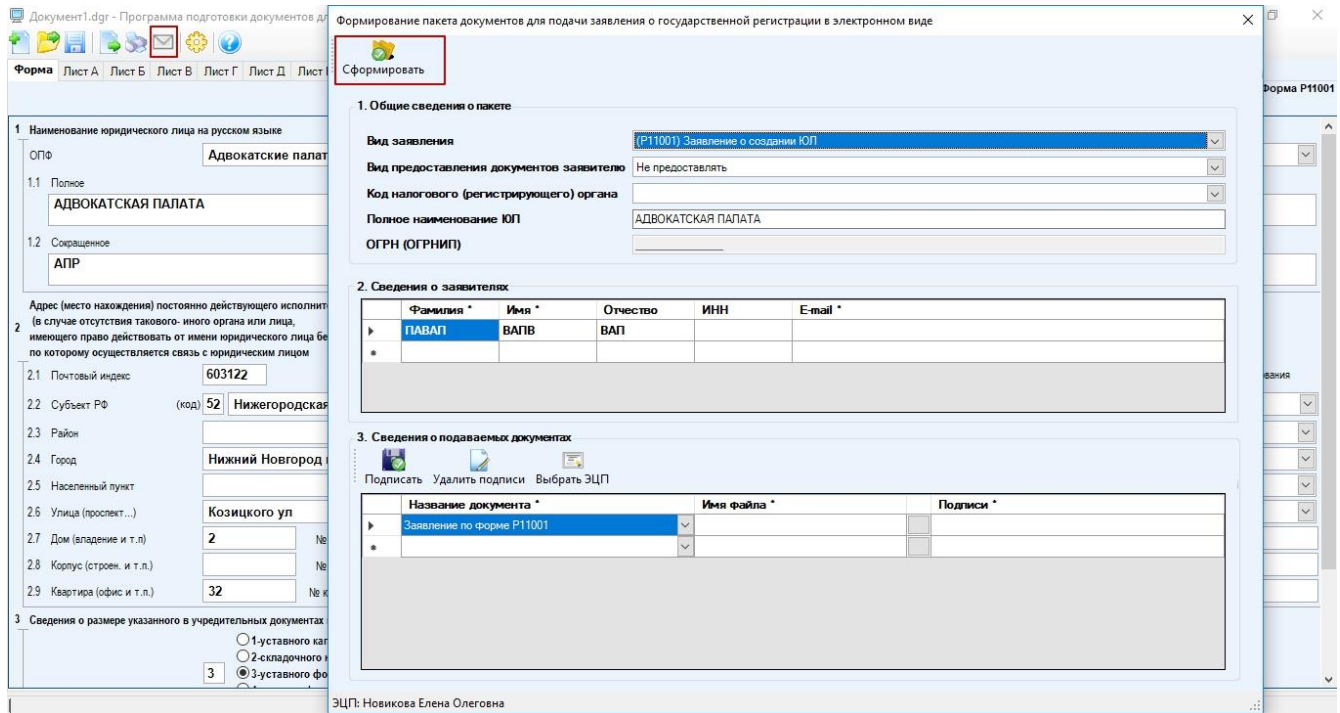 Документ1.dgr - Программа подготовки документов дл
Формирование пакета документов для подачи заявления о государственной регистрации в электронном виде
Сформировать
Форма Лист А Лист Б Лист В Лист Г Лист Д Лист
Форма Р11001
1 Наименование юридического лица на русском языке
ОПФ Адвокатские палат
1.1 Полное
АДВОКАТСКАЯ ПАЛАТА
1.2 Сокращенное
АПР
Адрес (место нахождения) постоянно действующего исполнит
2 (в случае отсутствия такового- иного органа или лица,
имеющего право действовать от имени юридического лица бе
по которому осуществляется связь с юридическим лицом
2.1 Почтовый индекс 603122
2.2 Субъект РФ (код) 52 Нижегородская
2.3 Район
2.4 Город Нижний Новгород
2.5 Населенный пункт
2.6 Улица (проспект...) Козицкого ул
2.7 Дом (владение и т.п) 2 №
2.8 Корпус (строен. и т.п.) №
2.9 Квартира (офис и т.п.) 32 № к
3 Сведения о размере указанного в учредительных документах
1-уставного кап
2-складочного
3 3-уставного фо
1. Общие сведения о пакете
Вид заявления (Р11001) Заявление о создании ЮЛ
Вид предоставления документов заявителю Не предоставлять
Код налогового (регистрирующего) органа
Полное наименование ЮЛ АДВОКАТСКАЯ ПАЛАТА
ОГРН (ОГРНИП)
2. Сведения о заявителях
Фамилия * Имя * Отчество ИНН E-mail *
ПАВАП ВАПВ ВАП
3. Сведения о подаваемых документах
Подписать Удалить подписи Выбрать ЭЦП
Название документа * Имя файла * Подписи *
Заявление по форме Р11001
ЭЦП: Новикова Елена Олеговна